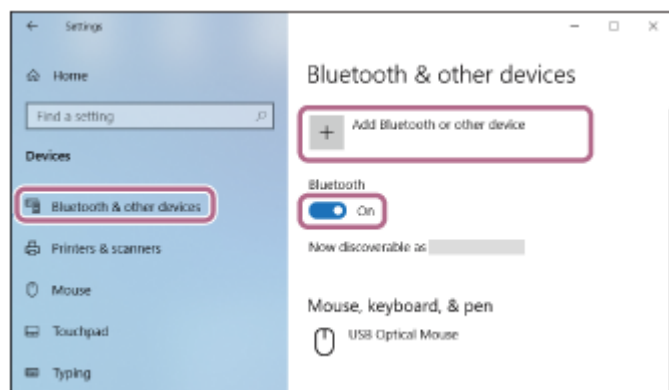 Settings
Home
Find a setting
Devices
Bluetooth & other devices
Printers & scanners
Mouse
Touchpad
Typing
Bluetooth & other devices
Add Bluetooth or other device
Bluetooth
On
Now discoverable as
Mouse, keyboard, & pen
USB Optical Mouse